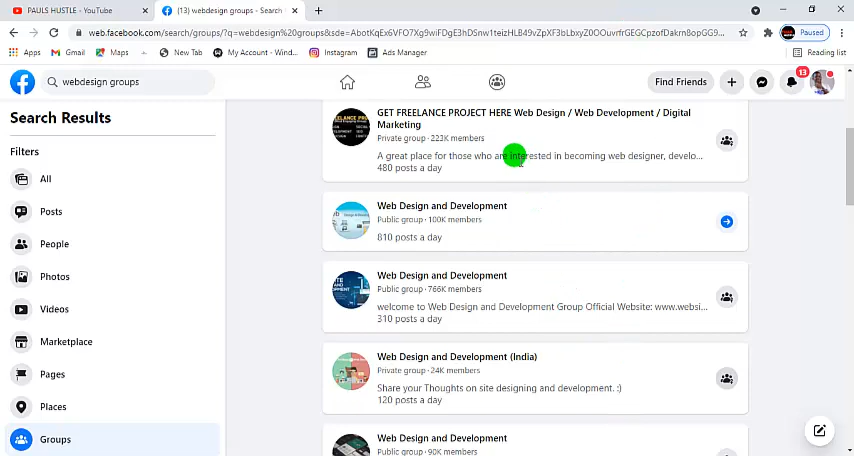 PAULS HUSTLE - YouTube
(13) webdesign groups - Search
web.facebook.com/search/groups/?q=webdesign%20groups&sde=
Paused
Apps
Gmail
Maps
New Tab
My Account - Wind...
Instagram
Ads Manager
Reading list
webdesign groups
Find Friends
13
Search Results
Filters
All
Posts
People
Photos
Videos
Marketplace
Pages
Places
Groups
GET FREELANCE PROJECT HERE Web Design / Web Development / Digital
Marketing
Private group · 223K members
A great place for those who are interested in becoming web designer, develo...
480 posts a day
Web Design and Development
Public group · 100K members
810 posts a day
Web Design and Development
Public group · 766K members
welcome to Web Design and Development Group Official Website: www.websi...
310 posts a day
Web Design and Development (India)
Private group · 24K members
Share your Thoughts on site designing and development. :)
120 posts a day
Web Design and Development
Public group · 90K members